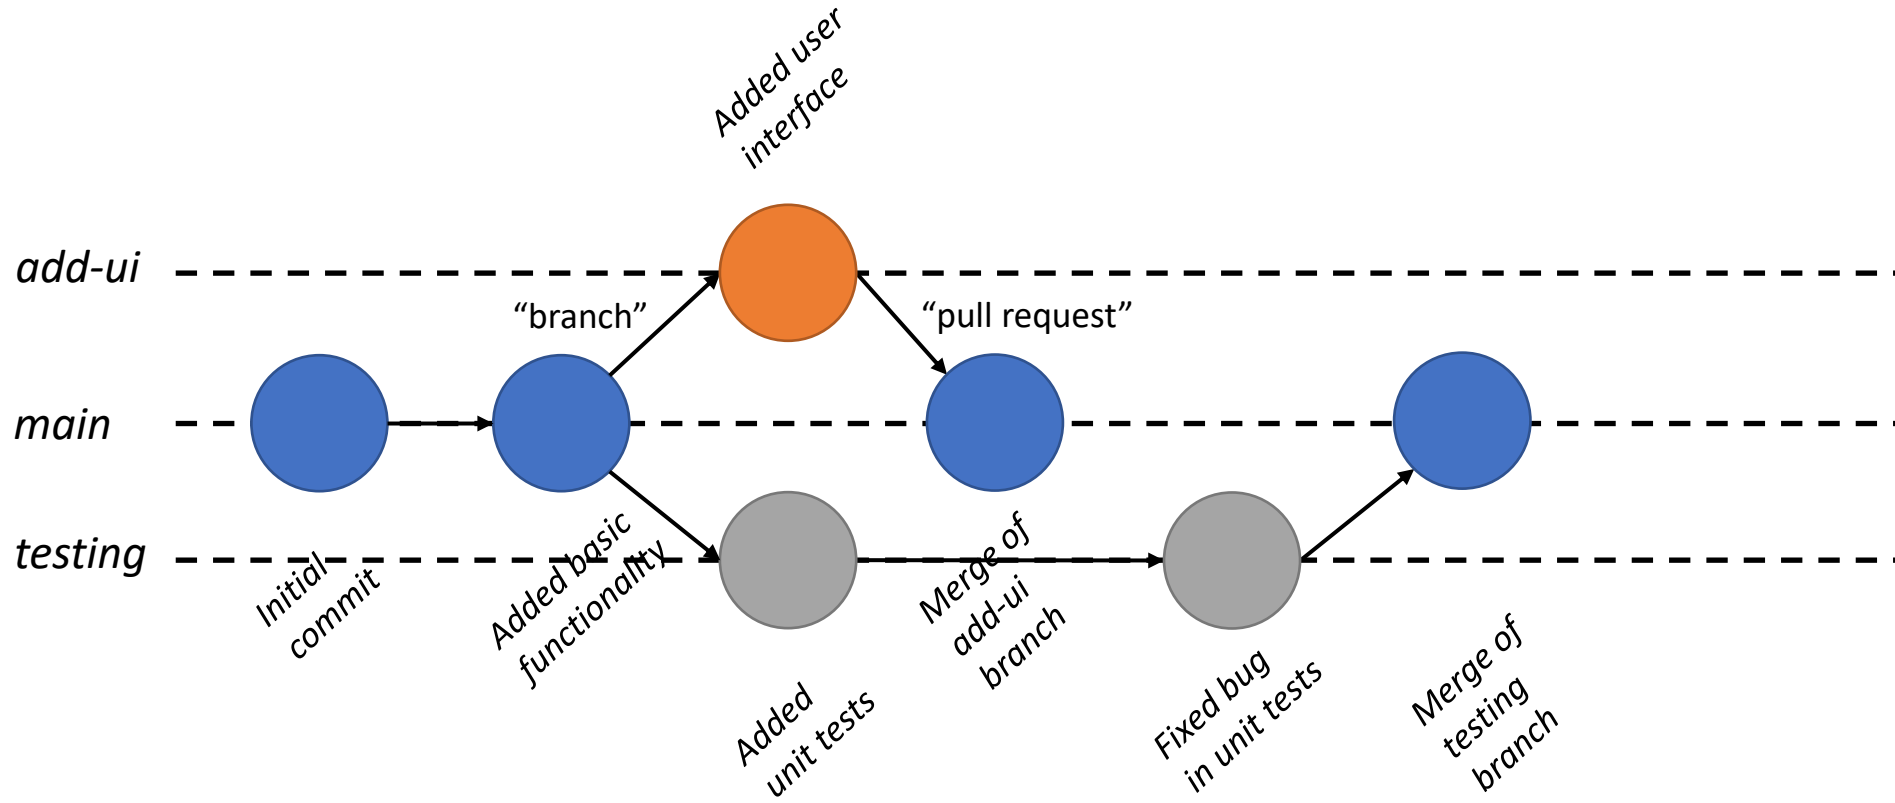 Added user
interface
add-ui
“branch”
“pull request”
main
testing
Initial
commit
Added basic
functionality
Added
unit tests
Merge of
add-ui
branch
Fixed bug
in unit tests
Merge of
testing
branch